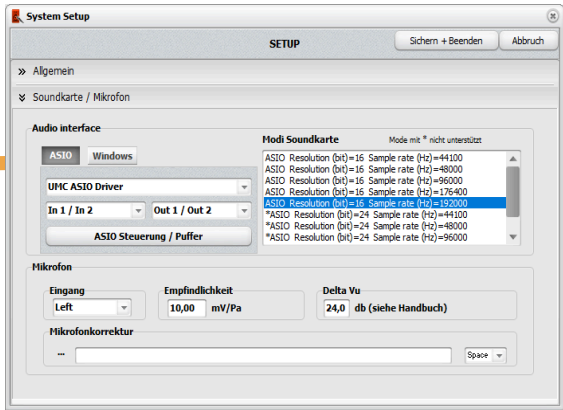 System Setup
SETUP
Sichern + Beenden
Abbruch
» Allgemein
Soundkarte / Mikrofon
Audio interface
ASIO
Windows
UMC ASIO Driver
In 1 / In 2
Out 1 / Out 2
ASIO Steuerung / Puffer
Modi Soundkarte
Mode mit * nicht unterstützt
ASIO Resolution (bit)=16 Sample rate (Hz)=44100
ASIO Resolution (bit)=16 Sample rate (Hz)=48000
ASIO Resolution (bit)=16 Sample rate (Hz)=96000
ASIO Resolution (bit)=16 Sample rate (Hz)=176400
ASIO Resolution (bit)=16 Sample rate (Hz)=192000
*ASIO Resolution (bit)=24 Sample rate (Hz)=44100
*ASIO Resolution (bit)=24 Sample rate (Hz)=48000
*ASIO Resolution (bit)=24 Sample rate (Hz)=96000
Mikrofon
Eingang
Left
Empfindlichkeit
10,00 mV/Pa
Delta Vu
24,0 db (siehe Handbuch)
Mikrofonkorrektur
...
Space